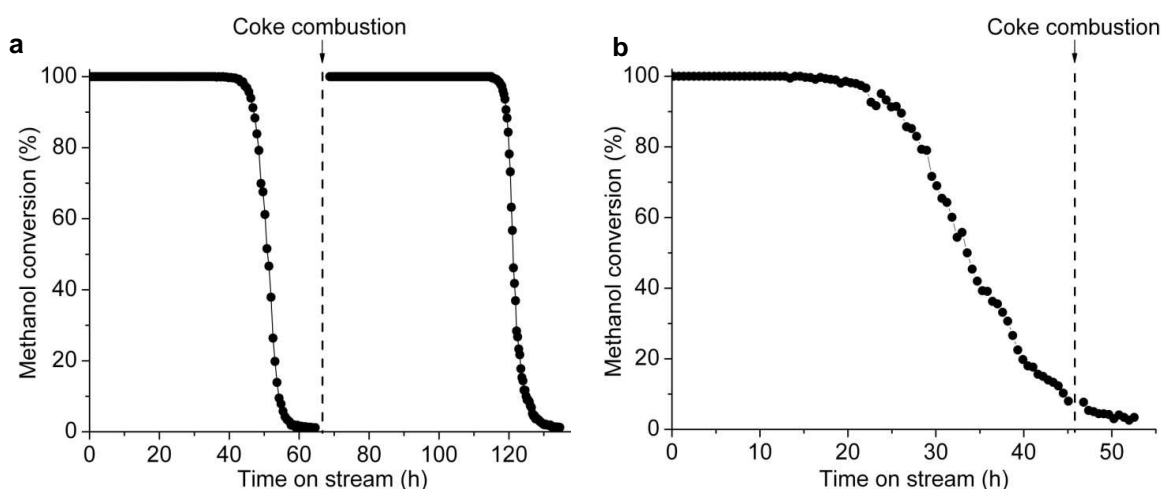 a
Coke combustion
Methanol conversion (%)
100
80
60
40
20
0
0 20 40 60 80 100 120
Time on stream (h)
b
Coke combustion
Methanol conversion (%)
100
80
60
40
20
0
0 10 20 30 40 50
Time on stream (h)